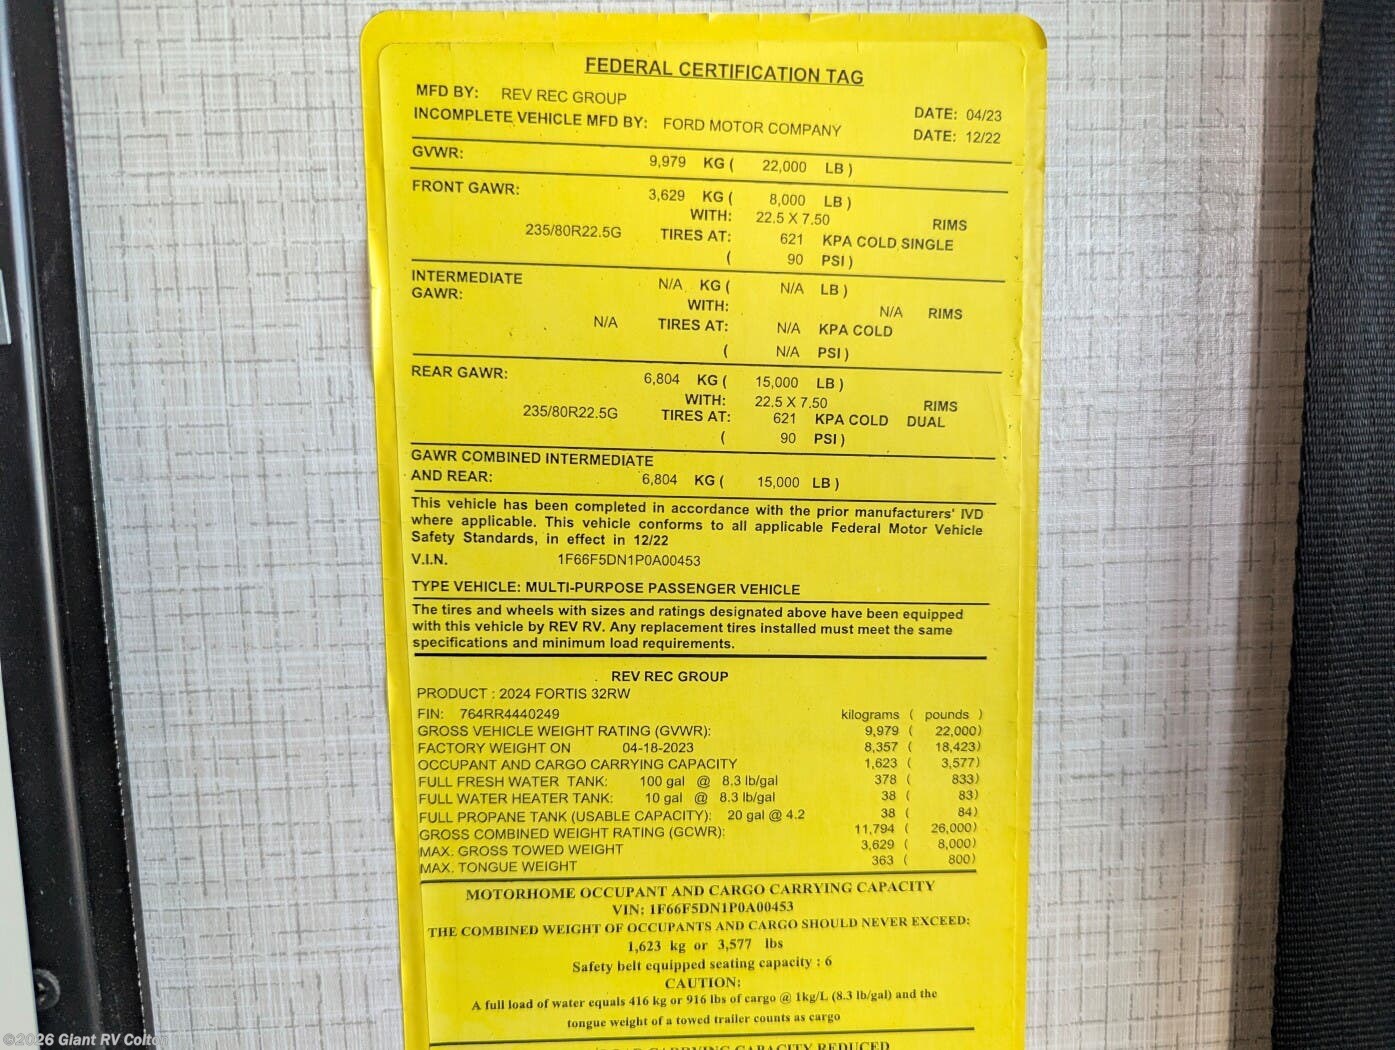 FEDERAL CERTIFICATION TAG
MFD BY: REV REC GROUP DATE: 04/23
INCOMPLETE VEHICLE MFD BY: FORD MOTOR COMPANY DATE: 12/22
GVWR: 9,979 KG ( 22,000 LB )
FRONT GAWR: 3,629 KG ( 8,000 LB )
WITH: 22.5 X 7.50 RIMS
235/80R22.5G TIRES AT: 621 KPA COLD SINGLE
( 90 PSI )
INTERMEDIATE N/A KG ( N/A LB )
GAWR: WITH: N/A RIMS
N/A TIRES AT: N/A KPA COLD
( N/A PSI )
REAR GAWR: 6,804 KG ( 15,000 LB )
WITH: 22.5 X 7.50 RIMS
235/80R22.5G TIRES AT: 621 KPA COLD DUAL
( 90 PSI )
GAWR COMBINED INTERMEDIATE
AND REAR: 6,804 KG ( 15,000 LB )
This vehicle has been completed in accordance with the prior manufacturers' IVD
where applicable. This vehicle conforms to all applicable Federal Motor Vehicle
Safety Standards, in effect in 12/22
V.I.N. 1F66F5DN1P0A00453
TYPE VEHICLE: MULTI-PURPOSE PASSENGER VEHICLE
The tires and wheels with sizes and ratings designated above have been equipped
with this vehicle by REV RV. Any replacement tires installed must meet the same
specifications and minimum load requirements.
REV REC GROUP
PRODUCT : 2024 FORTIS 32RW
FIN: 764RR4440249 kilograms ( pounds )
GROSS VEHICLE WEIGHT RATING (GVWR): 9,979 ( 22,000)
FACTORY WEIGHT ON 04-18-2023 8,357 ( 18,423)
OCCUPANT AND CARGO CARRYING CAPACITY 1,623 ( 3,577)
FULL FRESH WATER TANK: 100 gal @ 8.3 lb/gal 378 ( 833)
FULL WATER HEATER TANK: 10 gal @ 8.3 lb/gal 38 ( 83)
FULL PROPANE TANK (USABLE CAPACITY): 20 gal @ 4.2 38 ( 84)
GROSS COMBINED WEIGHT RATING (GCWR): 11,794 ( 26,000)
MAX. GROSS TOWED WEIGHT 3,629 ( 8,000)
MAX. TONGUE WEIGHT 363 ( 800)
MOTORHOME OCCUPANT AND CARGO CARRYING CAPACITY
VIN: 1F66F5DN1P0A00453
THE COMBINED WEIGHT OF OCCUPANTS AND CARGO SHOULD NEVER EXCEED:
1,623 kg or 3,577 lbs
Safety belt equipped seating capacity : 6
CAUTION:
A full load of water equals 416 kg or 916 lbs of cargo @ 1kg/L (8.3 lb/gal) and the
tongue weight of a towed trailer counts as cargo
CARRYING CAPACITY REDUCED
©2026 Giant RV Colton